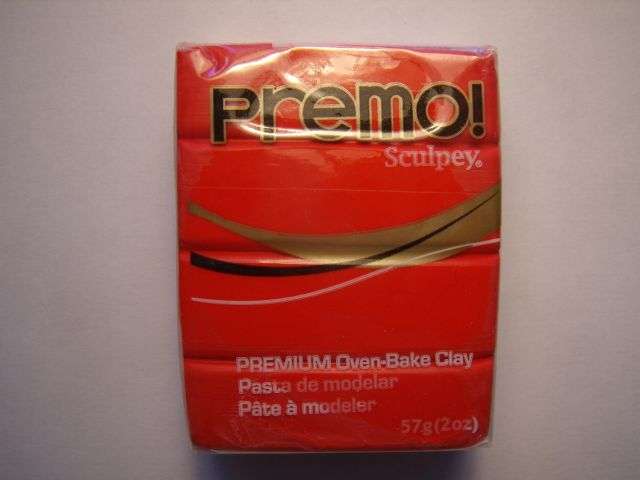 Premo!
Sculpey®
PREMIUM Oven-Bake Clay
Pasta de modelar
Pâte à modeler
57g(2oz)